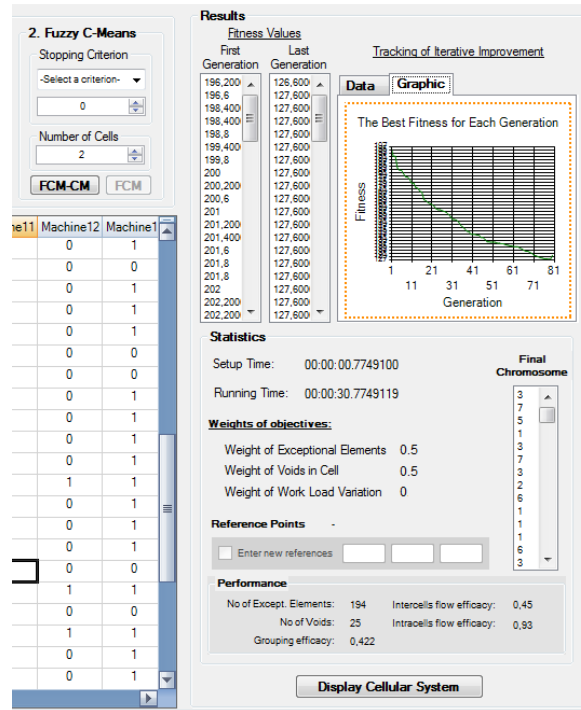 2. Fuzzy C-Means
Stopping Criterion
-Select a criterion-
0
Number of Cells
2
FCM-CM FCM
ne11 Machine12 Machine1
0 1
0 0
0 1
0 1
0 1
0 0
0 0
0 1
0 1
0 1
0 1
1 1
0 1
0 1
0 1
0 0
1 1
0 0
1 1
0 1
0 1
Results
Fitness Values
First Generation
Last Generation
196,200 126,600
196,6 127,600
198,400 127,600
198,400 127,600
198,8 127,600
199,400 127,600
199,8 127,600
200 127,600
200,200 127,600
200,6 127,600
201 127,600
201,200 127,600
201,400 127,600
201,6 127,600
201,8 127,600
201,8 127,600
202 127,600
202,200 127,600
202,200 127,600
Tracking of Iterative Improvement
Data Graphic
The Best Fitness for Each Generation
Fitness
1 21 41 61 81
11 31 51 71
Generation
Statistics
Setup Time: 00:00:00.7749100
Running Time: 00:00:30.7749119
Weights of objectives:
Weight of Exceptional Elements 0.5
Weight of Voids in Cell 0.5
Weight of Work Load Variation 0
Reference Points -
Enter new references
Final
Chromosome
3
7
5
1
3
7
3
2
6
1
1
1
6
3
Performance
No of Except. Elements: 194 Intercells flow efficacy: 0,45
No of Voids: 25 Intracells flow efficacy: 0,93
Grouping efficacy: 0,422
Display Cellular System